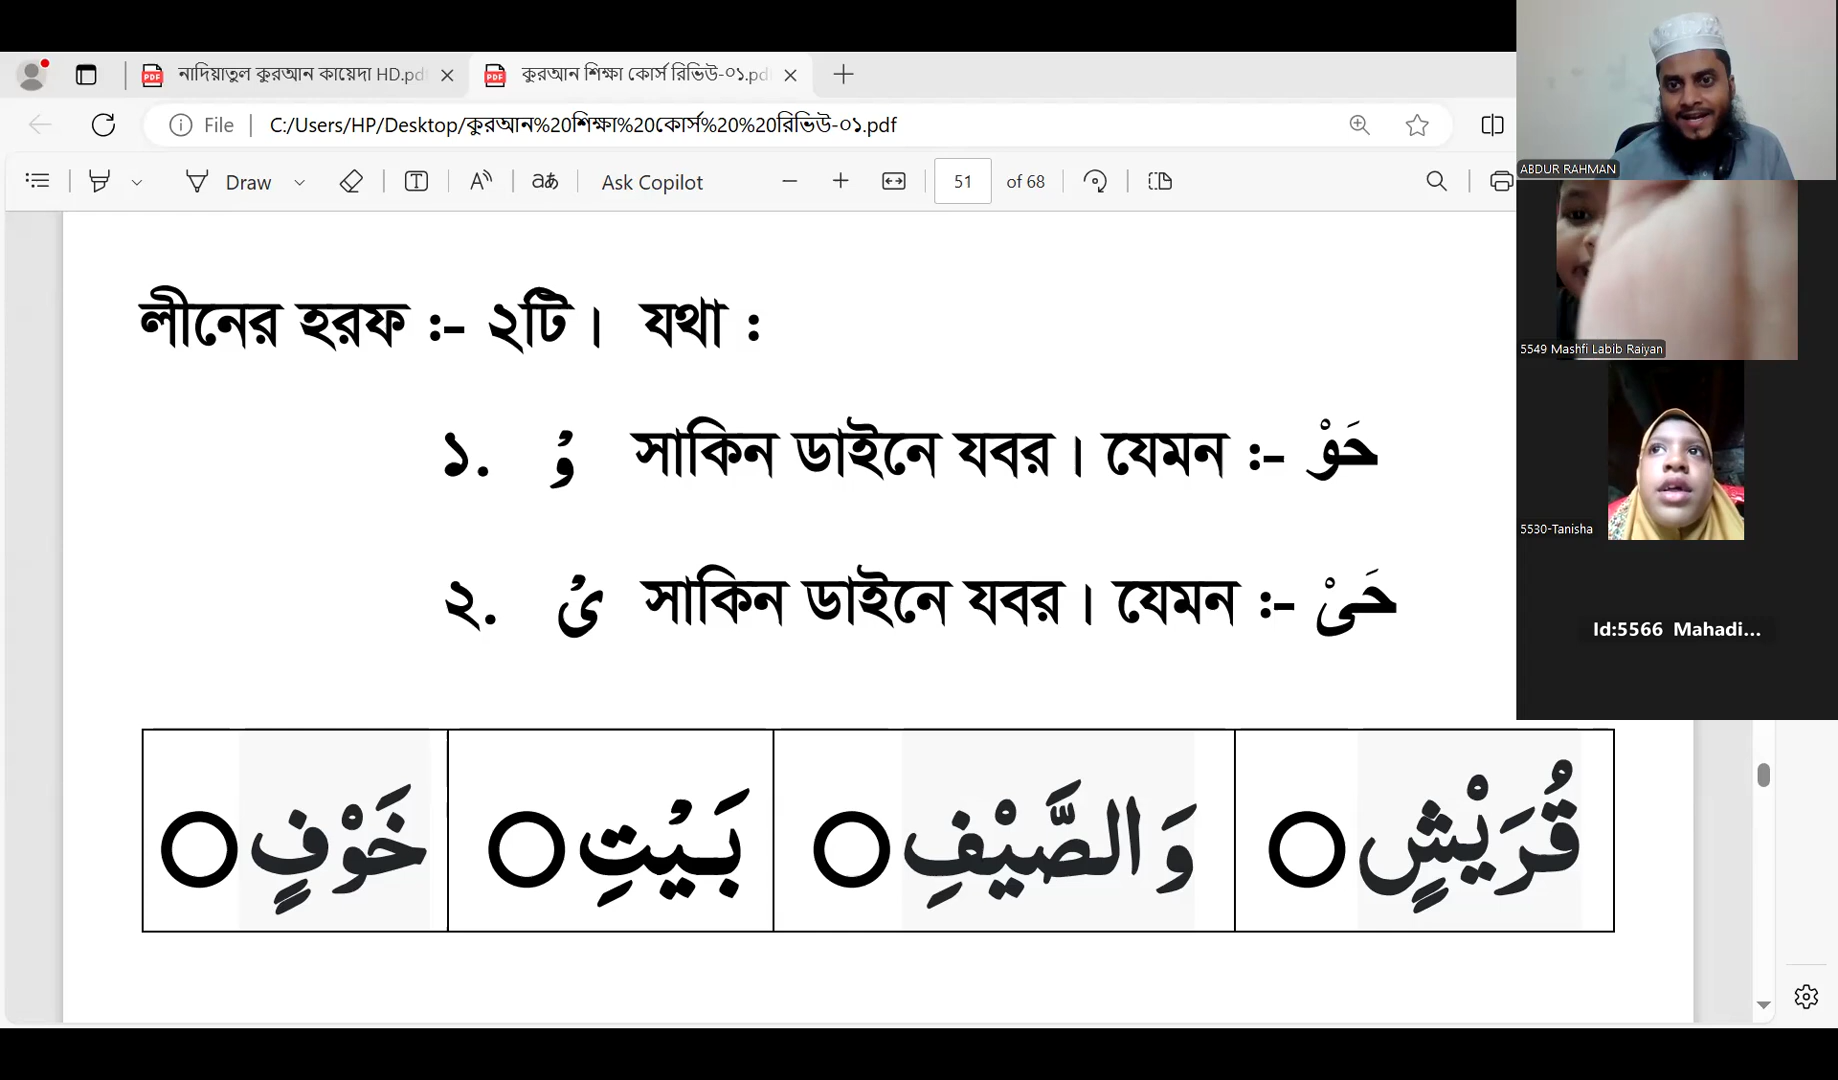 নাদিয়াতুল কুরআন কায়েদা HD.pdf
কুরআন শিক্ষা কোর্স রিভিউ-০১.pd
File
C:/Users/HP/Desktop/কুরআন%20শিক্ষা%20কোর্স%20%20রিভিউ-০১.pdf
Draw
Ask Copilot
51 of 68
লীনের হরফ :- ২টি। যথা :
১. وْ সাকিন ডাইনে যবর। যেমন :- حَوْ
২. یْ সাকিন ডাইনে যবর। যেমন :- حَیْ
قُرَيْشٍ ○ وَالصَّيْفِ ○ بَيْتِ ○ خَوْفٍ ○
ABDUR RAHMAN
5549 Mashfi Labib Raiyan
5530-Tanisha
Id:5566 Mahadi...